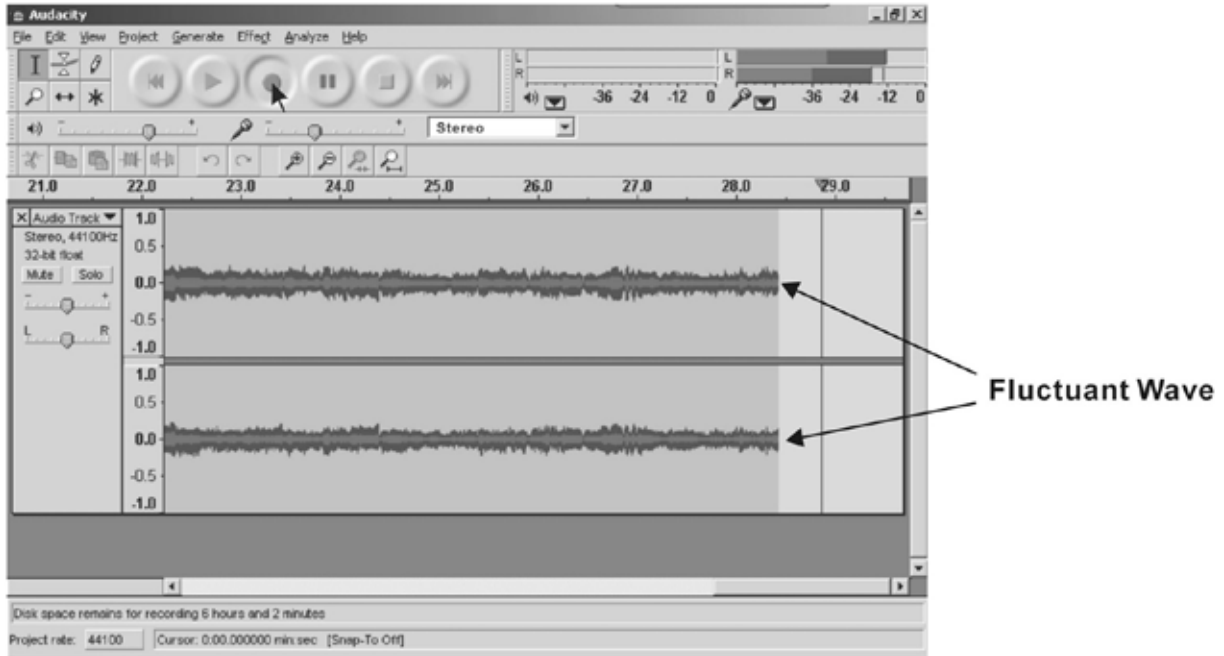 Audacity
File Edit View Project Generate Effect Analyze Help
L
R
-36 -24 -12 0
L
R
-36 -24 -12 0
- +
- +
Stereo
21.0 22.0 23.0 24.0 25.0 26.0 27.0 28.0 29.0
X Audio Track
Stereo, 44100Hz
32-bit float
Mute Solo
- +
L R
1.0
0.5
0.0
-0.5
-1.0
1.0
0.5
0.0
-0.5
-1.0
Fluctuant Wave
Disk space remains for recording 6 hours and 2 minutes
Project rate: 44100 Cursor: 0:00.000000 min:sec [Snap-To Off]